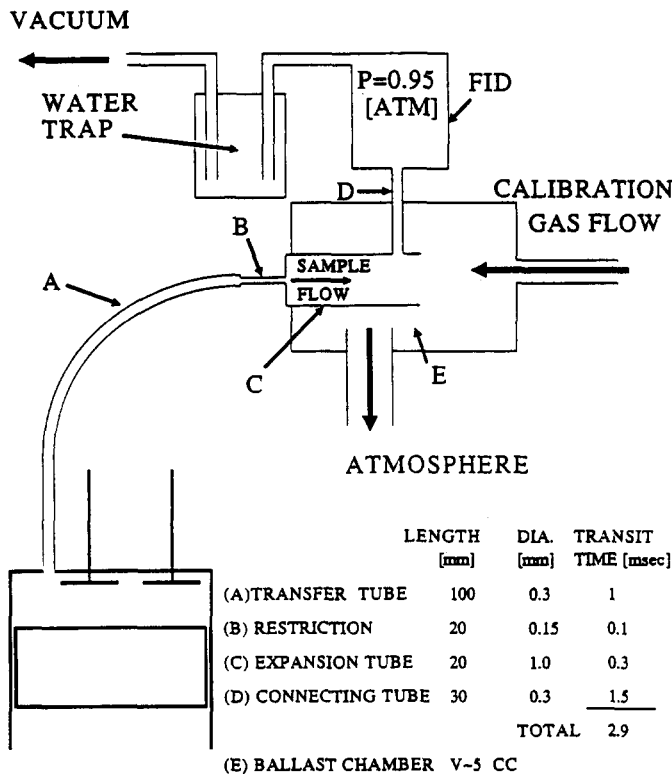 VACUUM
WATER
TRAP
P=0.95
[ATM]
FID
D
CALIBRATION
GAS FLOW
B
A
SAMPLE
FLOW
C
E
ATMOSPHERE
LENGTH DIA. TRANSIT
[mm] [mm] TIME [msec]
(A)TRANSFER TUBE 100 0.3 1
(B) RESTRICTION 20 0.15 0.1
(C) EXPANSION TUBE 20 1.0 0.3
(D) CONNECTING TUBE 30 0.3 1.5
TOTAL 2.9
(E) BALLAST CHAMBER V~5 CC